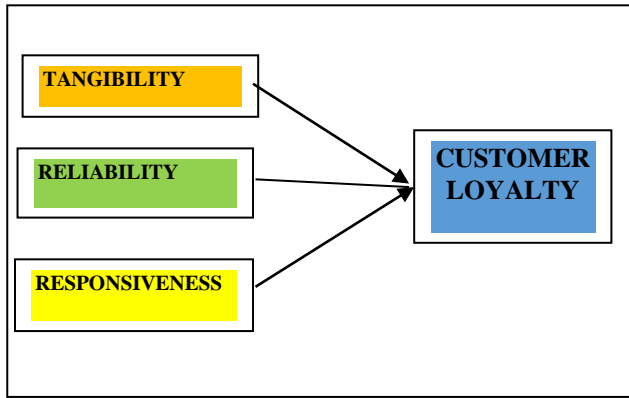 TANGIBILITY
RELIABILITY
RESPONSIVENESS
CUSTOMER
LOYALTY